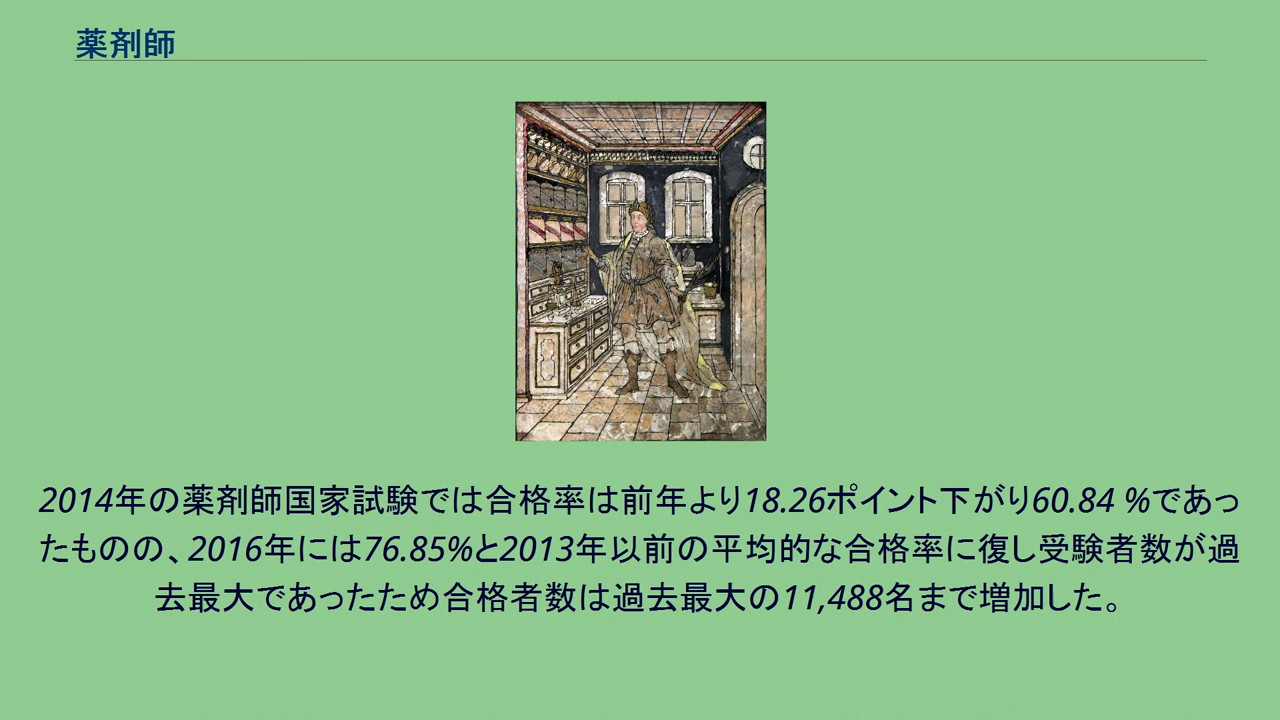 薬剤師
2014年の薬剤師国家試験では合格率は前年より18.26ポイント下がり60.84 %であっ
たものの、2016年には76.85%と2013年以前の平均的な合格率に復し受験者数が過
去最大であったため合格者数は過去最大の11,488名まで増加した。